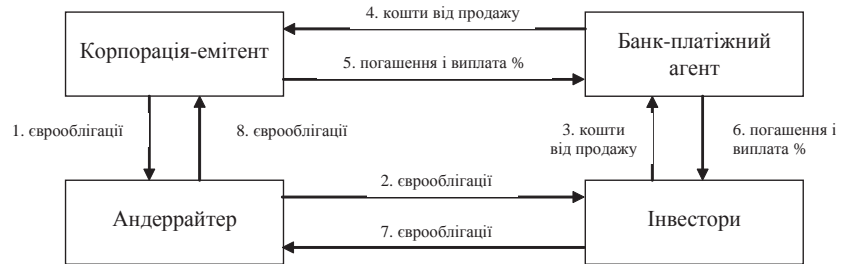 4. кошти від продажу
Корпорація-емітент
Банк-платіжний
агент
5. погашення і виплата %
1. єврооблігації
8. єврооблігації
3. кошти
від продажу
6. погашення і
виплата %
2. єврооблігації
Андеррайтер
Інвестори
7. єврооблігації